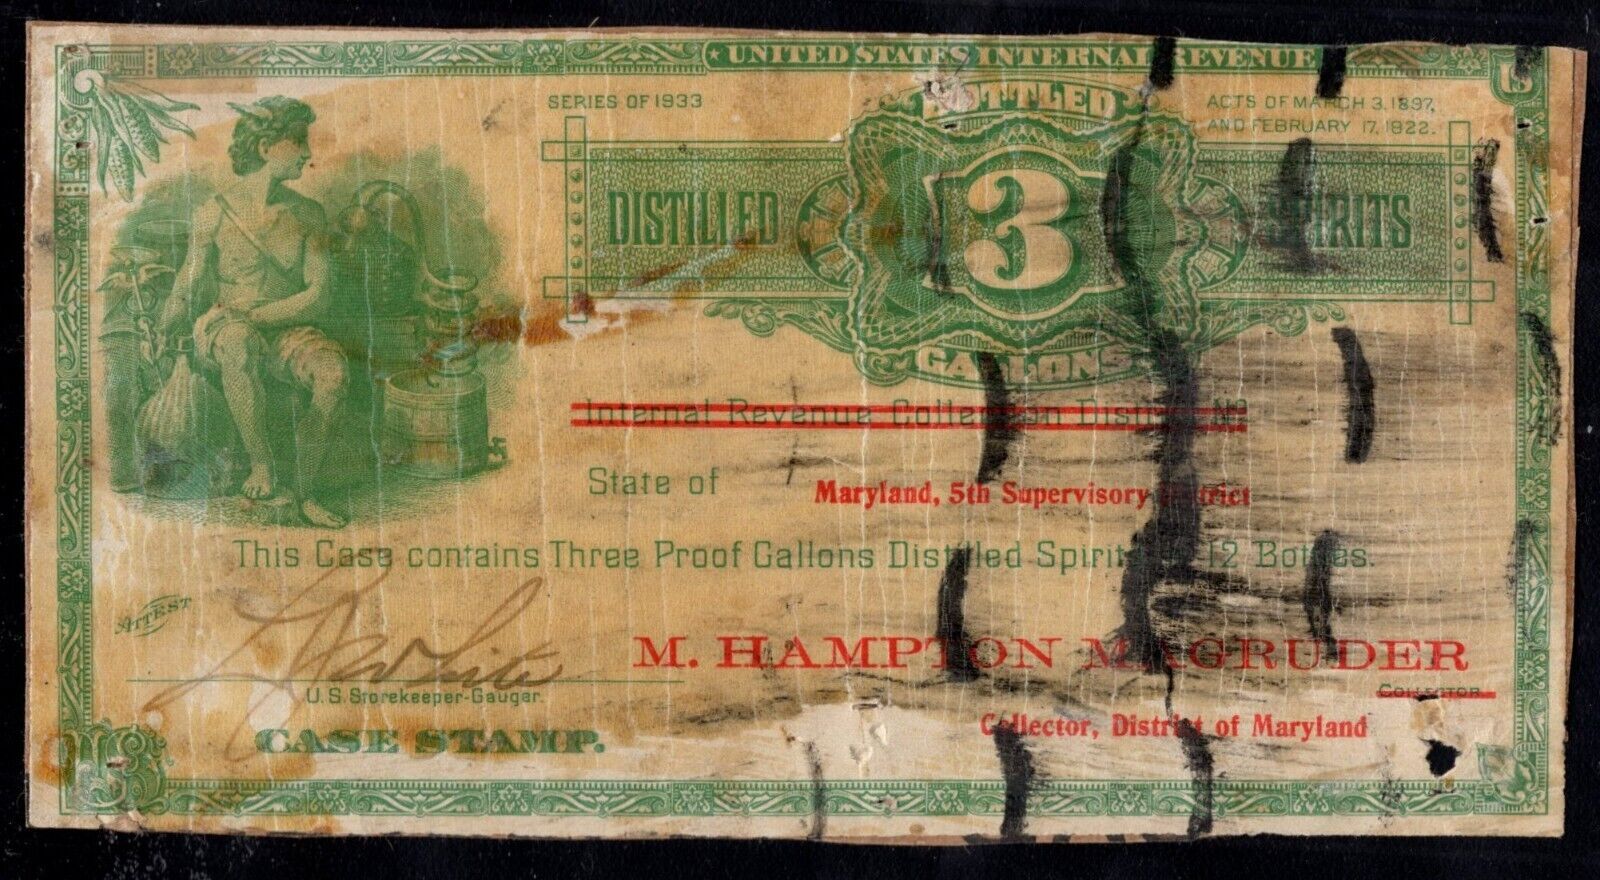 UNITED STATES INTERNAL REVENUE
SERIES OF 1933
BOTTLED
ACTS OF MARCH 3, 1897,
AND FEBRUARY 17, 1922.
DISTILLED 3 SPIRITS
GALLONS
Internal Revenue Collection District No
State of Maryland, 5th Supervisory District
This Case contains Three Proof Gallons Distilled Spirits in 12 Bottles.
ATTEST
M. HAMPTON MAGRUDER
U.S. Storekeeper-Gauger.
COLLECTOR
Collector, District of Maryland
CASE STAMP.